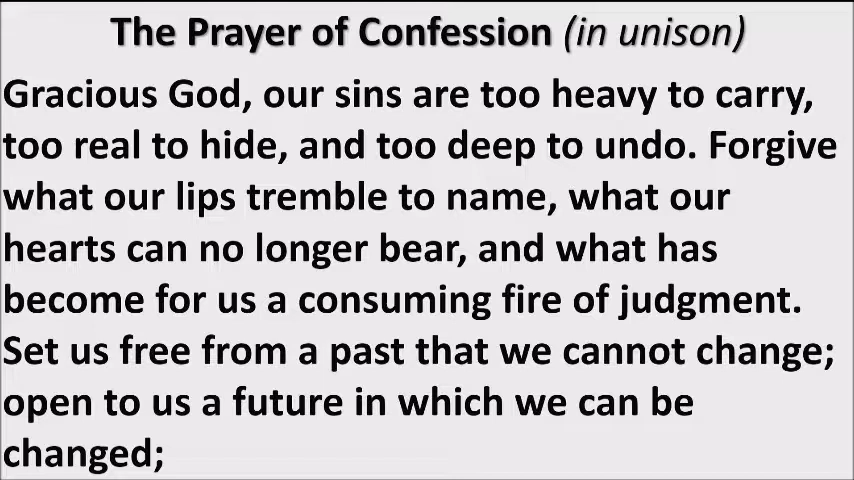 The Prayer of Confession (in unison)
Gracious God, our sins are too heavy to carry,
too real to hide, and too deep to undo. Forgive
what our lips tremble to name, what our
hearts can no longer bear, and what has
become for us a consuming fire of judgment.
Set us free from a past that we cannot change;
open to us a future in which we can be
changed;